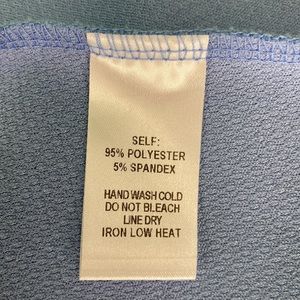 SELF:
95% POLYESTER
5% SPANDEX
HAND WASH COLD
DO NOT BLEACH
LINE DRY
IRON LOW HEAT